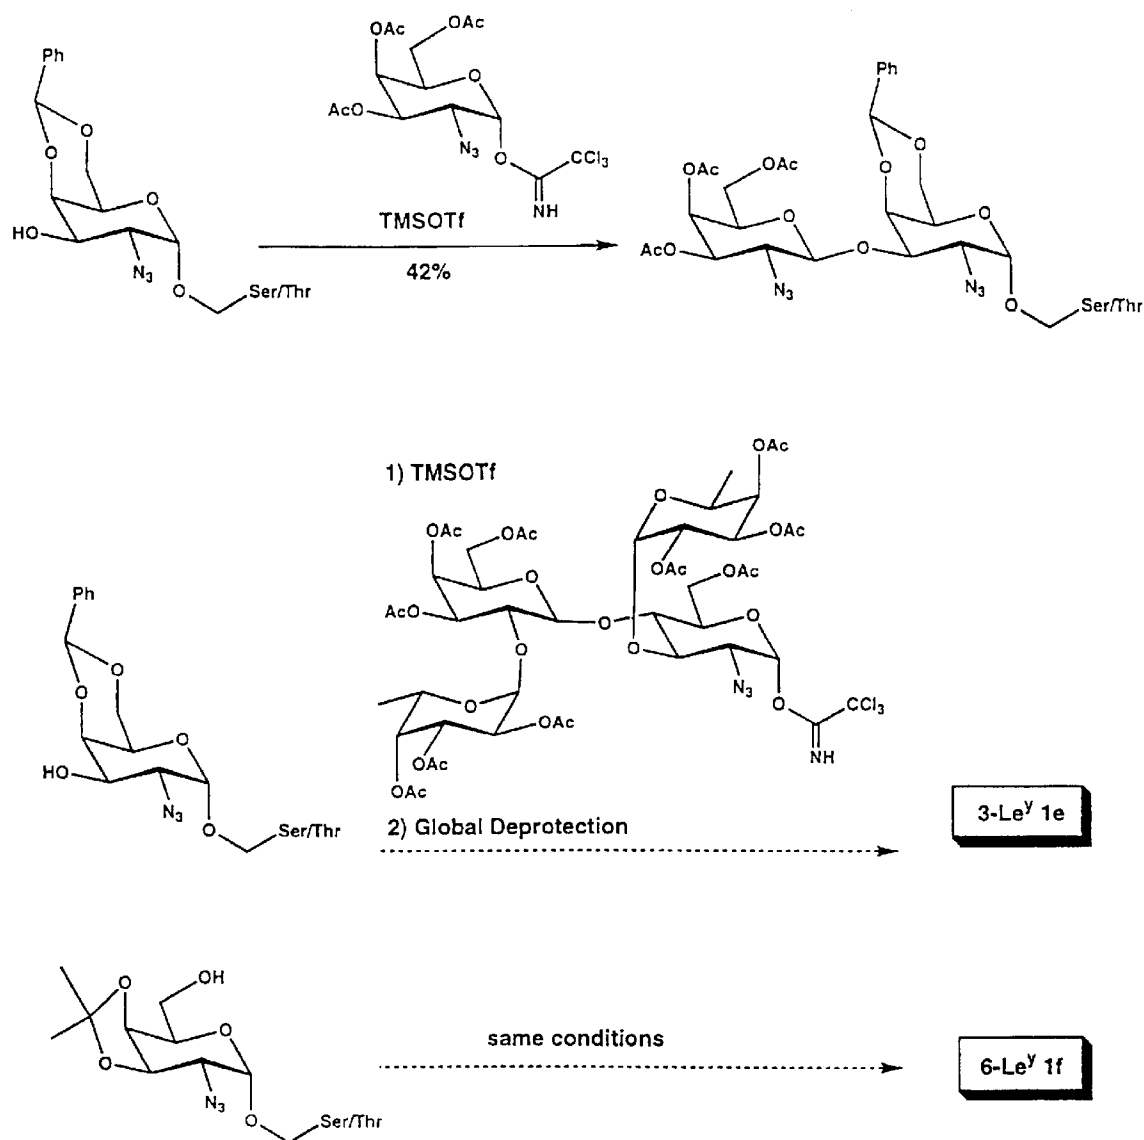 OAc
OAc
Ph
O
AcO
O
N3
O
CCl3
NH
O
O
HO
N3
O
Ser/Thr
TMSOTf
42%
Ph
O
O
OAc
OAc
O
O
AcO
O
N3
N3
O
Ser/Thr
1) TMSOTf
OAc
O
OAc
OAc
OAc
OAc
OAc
O
O
AcO
O
O
N3
O
CCl3
NH
O
O
OAc
OAc
OAc
Ph
O
O
O
HO
N3
O
Ser/Thr
2) Global Deprotection
3-Leʸ 1e
O
OH
O
O
N3
O
Ser/Thr
same conditions
6-Leʸ 1f